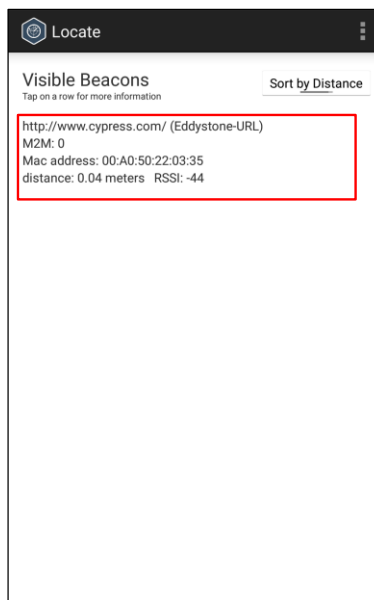 Locate
Visible Beacons
Tap on a row for more information
Sort by Distance
http://www.cypress.com/ (Eddystone-URL)
M2M: 0
Mac address: 00:A0:50:22:03:35
distance: 0.04 meters   RSSI: -44